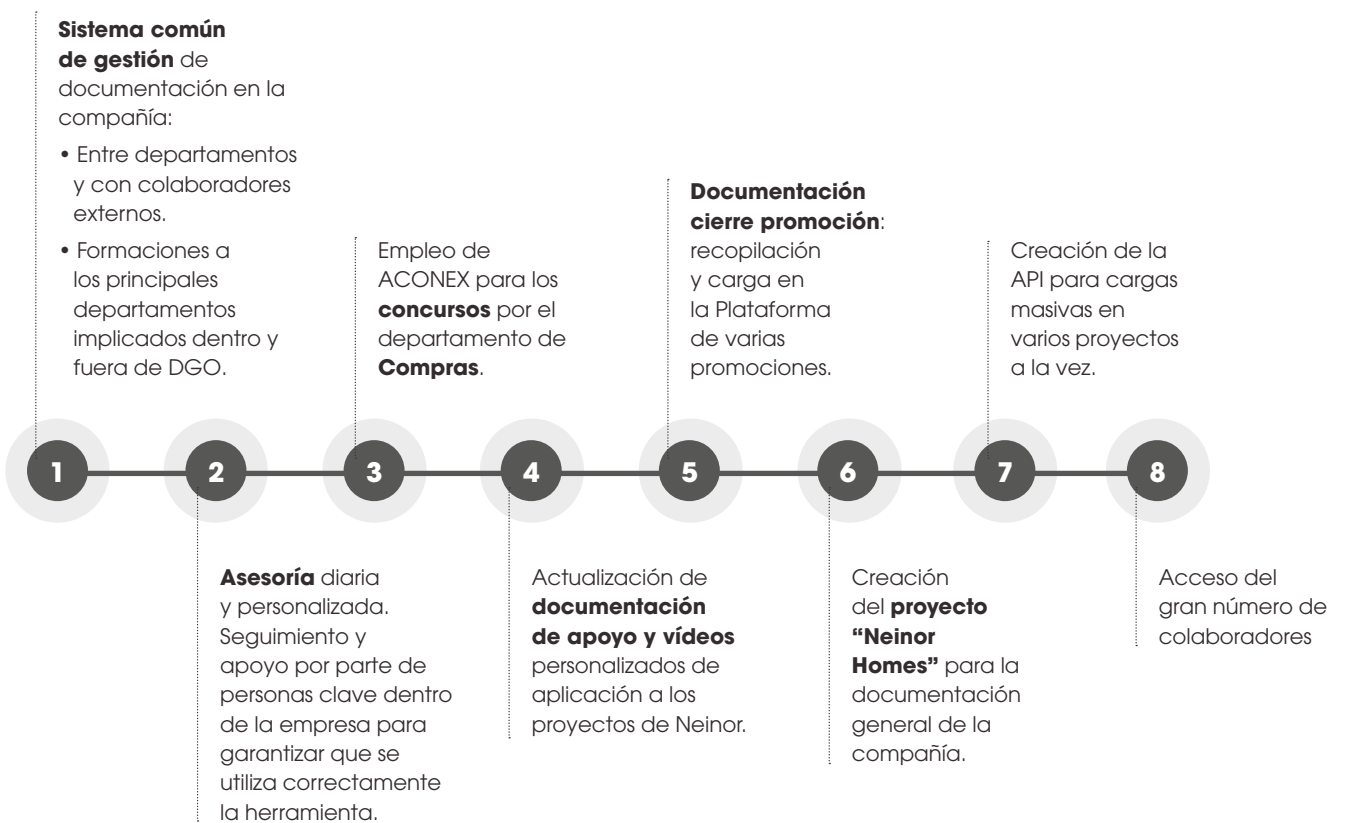 Sistema común
de gestión de
documentación en la
compañía:
• Entre departamentos
y con colaboradores
externos.
• Formaciones a
los principales
departamentos
implicados dentro y
fuera de DGO.
Empleo de
ACONEX para los
concursos por el
departamento de
Compras.
Documentación
cierre promoción:
recopilación
y carga en
la Plataforma
de varias
promociones.
Creación de la
API para cargas
masivas en
varios proyectos
a la vez.
1
2
3
4
5
6
7
8
Asesoría diaria
y personalizada.
Seguimiento y
apoyo por parte de
personas clave dentro
de la empresa para
garantizar que se
utiliza correctamente
la herramienta.
Actualización de
documentación
de apoyo y vídeos
personalizados de
aplicación a los
proyectos de Neinor.
Creación
del proyecto
“Neinor
Homes” para la
documentación
general de la
compañía.
Acceso del
gran número de
colaboradores